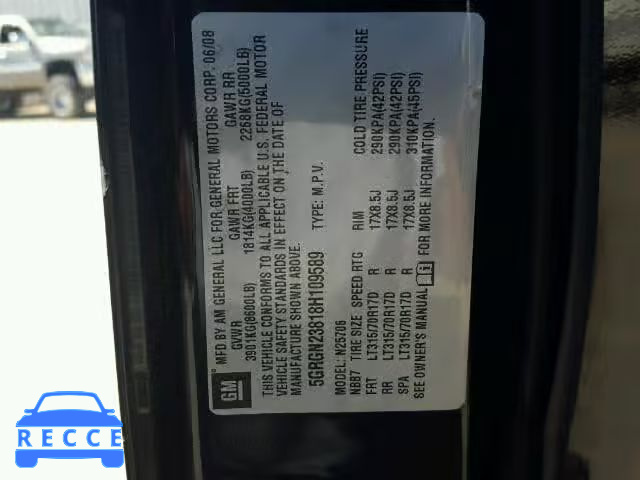 MFD BY AM GENERAL LLC FOR GENERAL MOTORS CORP. 06/08
GVWR GAWR FRT GAWR RR
3901KG(8600LB) 1814KG(4000LB) 2268KG(5000LB)
THIS VEHICLE CONFORMS TO ALL APPLICABLE U.S. FEDERAL MOTOR
VEHICLE SAFETY STANDARDS IN EFFECT ON THE DATE OF
MANUFACTURE SHOWN ABOVE.
5GRGN23818H109589 TYPE: M.P.V.
MODEL: N25706
NBB7 TIRE SIZE SPEED RTG RIM COLD TIRE PRESSURE
FRT LT315/70R17D R 17X8.5J 290KPA(42PSI)
RR LT315/70R17D R 17X8.5J 290KPA(42PSI)
SPA LT315/70R17D R 17X8.5J 310KPA(45PSI)
SEE OWNER'S MANUAL FOR MORE INFORMATION.
GM
RECCE